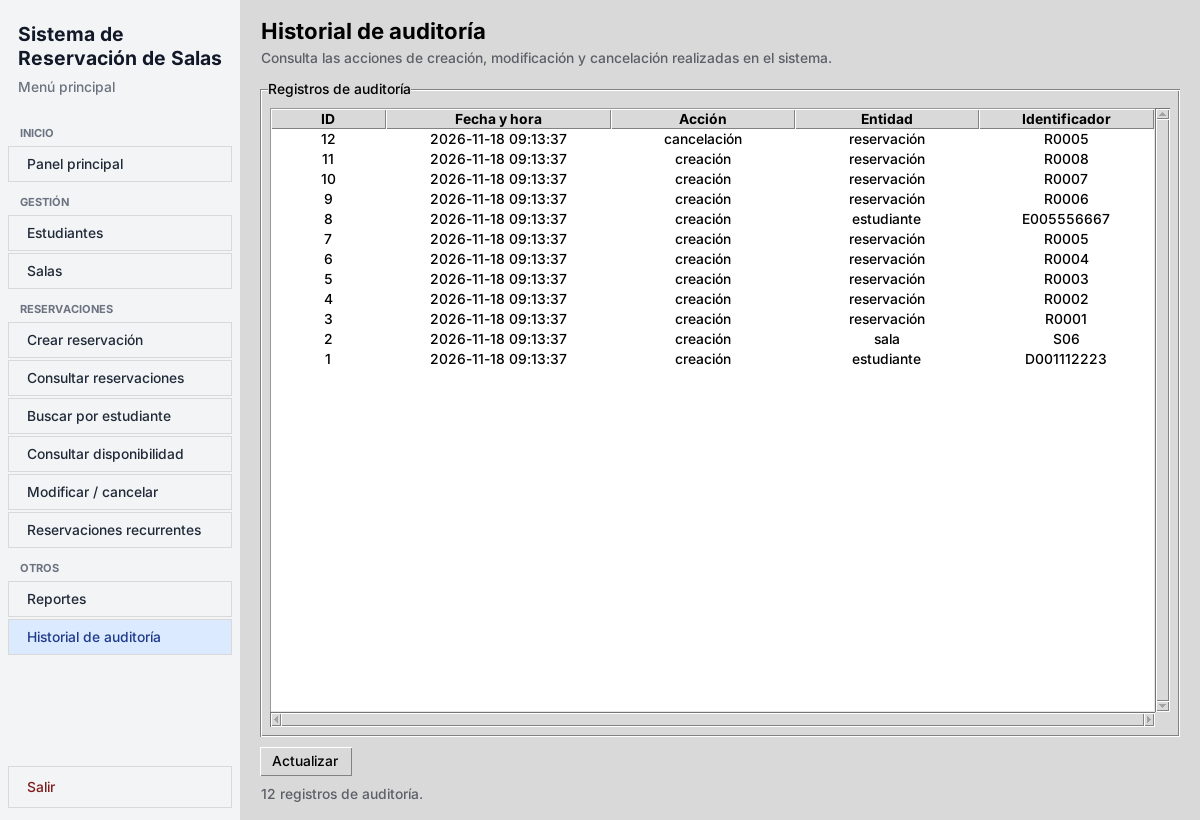 Sistema de
Reservación de Salas
Menú principal
INICIO
Panel principal
GESTIÓN
Estudiantes
Salas
RESERVACIONES
Crear reservación
Consultar reservaciones
Buscar por estudiante
Consultar disponibilidad
Modificar / cancelar
Reservaciones recurrentes
OTROS
Reportes
Historial de auditoría
Salir
Historial de auditoría
Consulta las acciones de creación, modificación y cancelación realizadas en el sistema.
Registros de auditoría
ID Fecha y hora Acción Entidad Identificador
12 2026-11-18 09:13:37 cancelación reservación R0005
11 2026-11-18 09:13:37 creación reservación R0008
10 2026-11-18 09:13:37 creación reservación R0007
9 2026-11-18 09:13:37 creación reservación R0006
8 2026-11-18 09:13:37 creación estudiante E005556667
7 2026-11-18 09:13:37 creación reservación R0005
6 2026-11-18 09:13:37 creación reservación R0004
5 2026-11-18 09:13:37 creación reservación R0003
4 2026-11-18 09:13:37 creación reservación R0002
3 2026-11-18 09:13:37 creación reservación R0001
2 2026-11-18 09:13:37 creación sala S06
1 2026-11-18 09:13:37 creación estudiante D001112223
Actualizar
12 registros de auditoría.